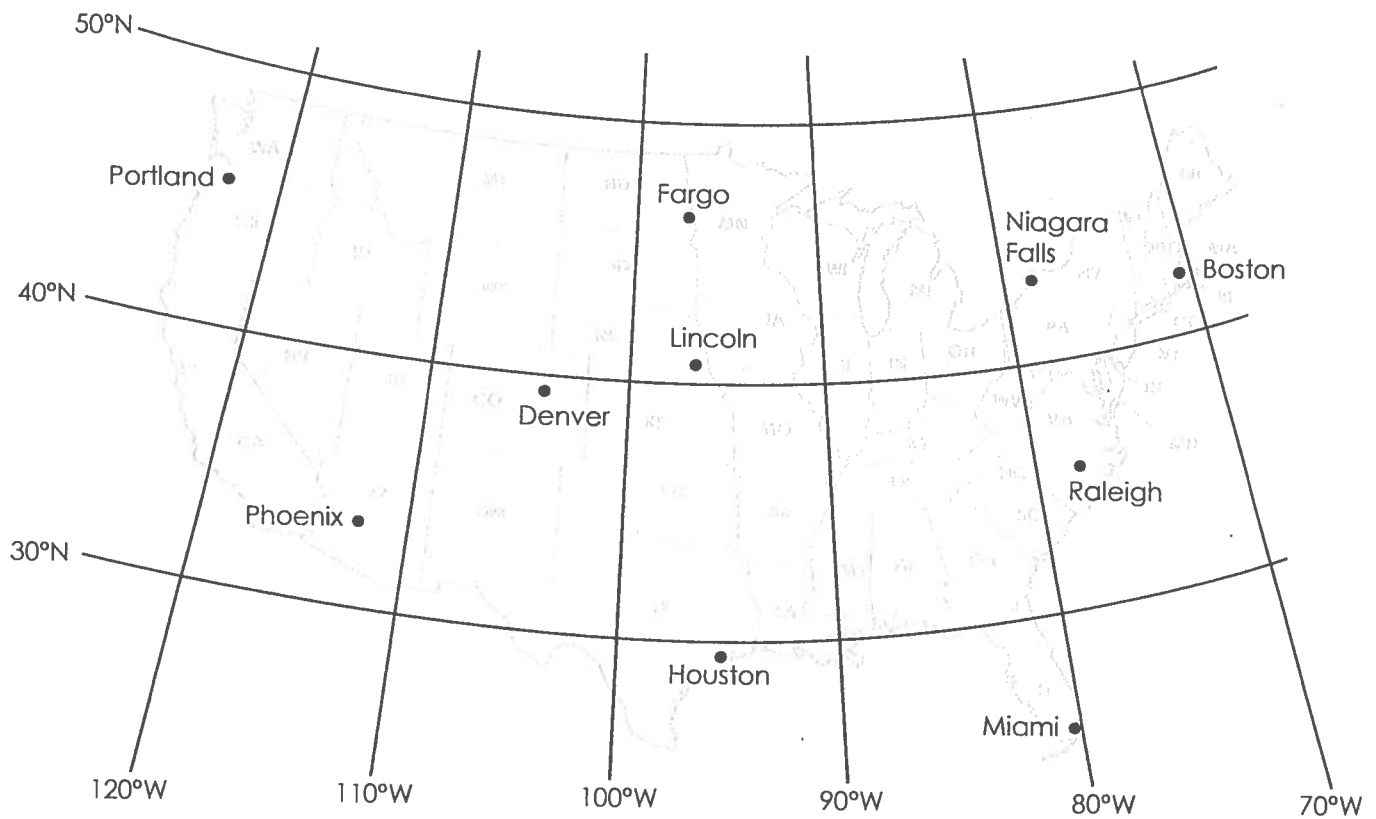 50°N
Portland
Fargo
Niagara
Falls
Boston
40°N
Lincoln
Denver
Raleigh
Phoenix
30°N
Houston
Miami
120°W
110°W
100°W
90°W
80°W
70°W